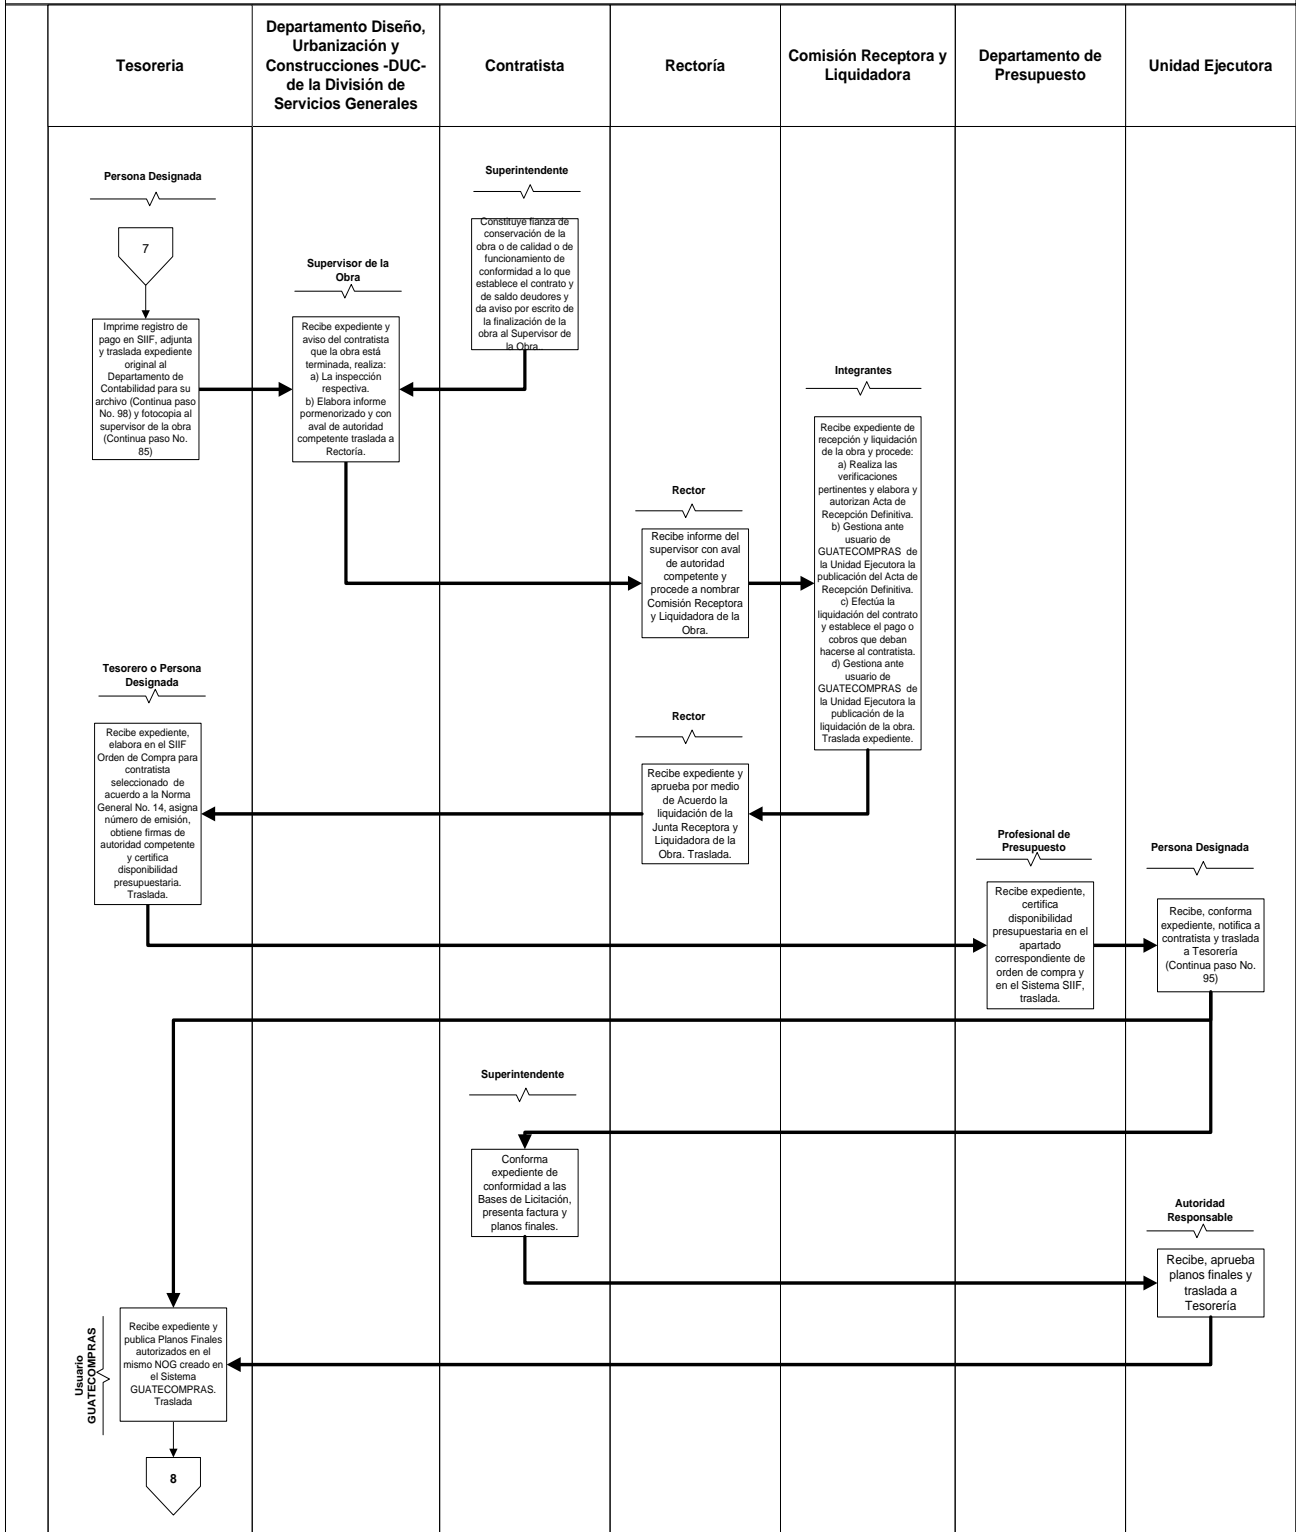 Tesoreria
Departamento Diseño,
Urbanización y
Construcciones -DUC-
de la División de
Servicios Generales
Contratista
Rectoría
Comisión Receptora y
Liquidadora
Departamento de
Presupuesto
Unidad Ejecutora
Persona Designada
7
Imprime registro de
pago en SIIF, adjunta
y traslada expediente
original al
Departamento de
Contabilidad para su
archivo (Continua paso
No. 98) y fotocopia al
supervisor de la obra
(Continua paso No.
85)
Superintendente
Constituye fianza de
conservación de la
obra o de calidad o de
funcionamiento de
conformidad a lo que
establece el contrato y
de saldo deudores y
da aviso por escrito de
la finalización de la
obra al Supervisor de
la Obra..
Supervisor de la
Obra
Recibe expediente y
aviso del contratista
que la obra está
terminada, realiza:
a) La inspección
respectiva.
b) Elabora informe
pormenorizado y con
aval de autoridad
competente traslada a
Rectoría.
Rector
Recibe informe del
supervisor con aval
de autoridad
competente y
procede a nombrar
Comisión Receptora
y Liquidadora de la
Obra.
Integrantes
Recibe expediente de
recepción y liquidación
de la obra y procede:
a) Realiza las
verificaciones
pertinentes y elabora y
autorizan Acta de
Recepción Definitiva.
b) Gestiona ante
usuario de
GUATECOMPRAS de
la Unidad Ejecutora la
publicación del Acta de
Recepción Definitiva.
c) Efectúa la
liquidación del contrato
y establece el pago o
cobros que deban
hacerse al contratista.
d) Gestiona ante
usuario de
GUATECOMPRAS de
la Unidad Ejecutora la
publicación de la
liquidación de la obra.
Traslada expediente.
Rector
Recibe expediente y
aprueba por medio
de Acuerdo la
liquidación de la
Junta Receptora y
Liquidadora de la
Obra. Traslada.
Tesorero o Persona
Designada
Recibe expediente,
elabora en el SIIF
Orden de Compra para
contratista
seleccionado de
acuerdo a la Norma
General No. 14, asigna
número de emisión,
obtiene firmas de
autoridad competente
y certifica
disponibilidad
presupuestaria.
Traslada.
Profesional de
Presupuesto
Recibe expediente,
certifica
disponibilidad
presupuestaria en el
apartado
correspondiente de
orden de compra y
en el Sistema SIIF,
traslada.
Persona Designada
Recibe, conforma
expediente, notifica a
contratista y traslada
a Tesorería
(Continua paso No.
95)
Superintendente
Conforma
expediente de
conformidad a las
Bases de Licitación,
presenta factura y
planos finales.
Autoridad
Responsable
Recibe, aprueba
planos finales y
traslada a
Tesorería
Usuario
GUATECOMPRAS
Recibe expediente y
publica Planos Finales
autorizados en el
mismo NOG creado en
el Sistema
GUATECOMPRAS.
Traslada
8